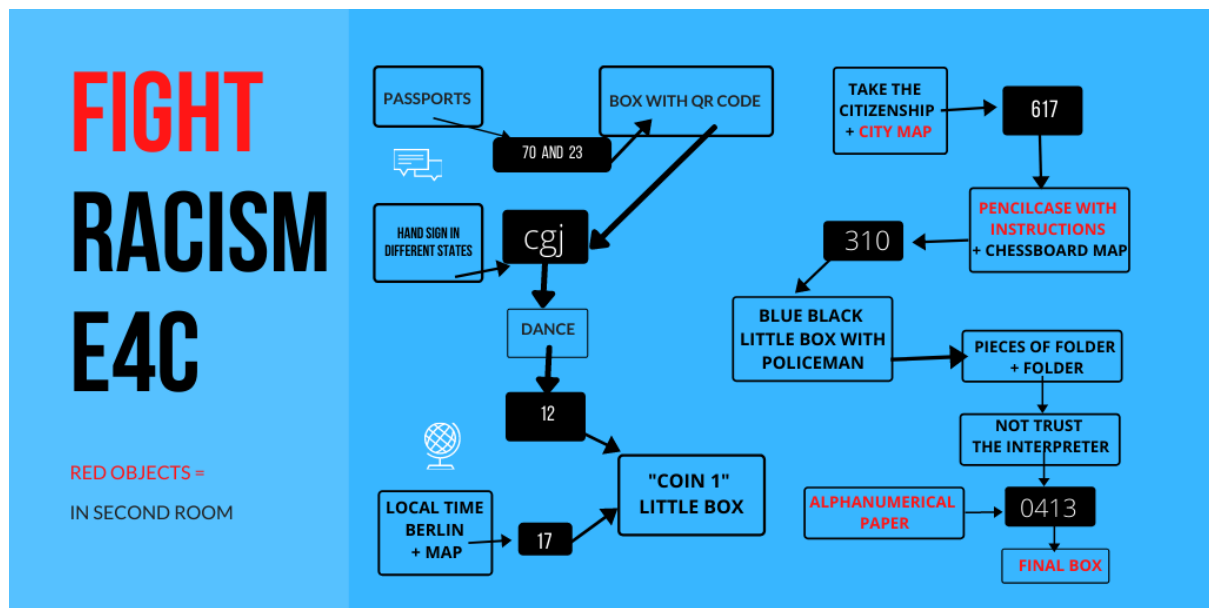 FIGHT
RACISM
E4C
RED OBJECTS =
IN SECOND ROOM
PASSPORTS
70 AND 23
BOX WITH QR CODE
HAND SIGN IN
DIFFERENT STATES
cgj
DANCE
12
LOCAL TIME
BERLIN
+ MAP
17
"COIN 1"
LITTLE BOX
TAKE THE
CITIZENSHIP
+ CITY MAP
617
PENCILCASE WITH
INSTRUCTIONS
+ CHESSBOARD MAP
310
BLUE BLACK
LITTLE BOX WITH
POLICEMAN
PIECES OF FOLDER
+ FOLDER
NOT TRUST
THE INTERPRETER
ALPHANUMERICAL
PAPER
0413
FINAL BOX